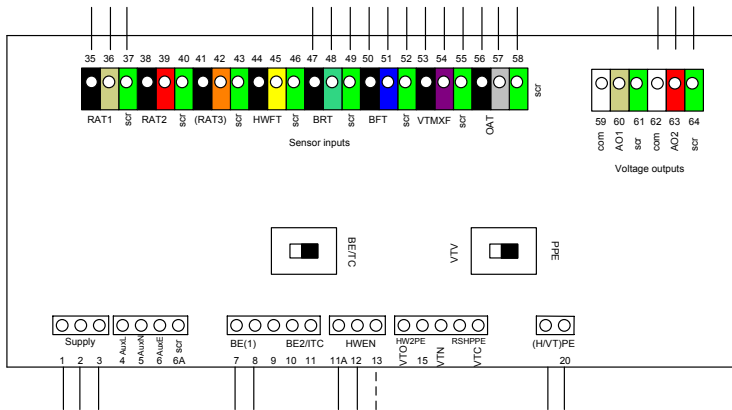 35 36 37 38 39 40 41 42 43 44 45 46 47 48 49 50 51 52 53 54 55 56 57 58
RAT1 scr RAT2 scr (RAT3) scr HWFT scr BRT scr BFT scr VTMXF scr OAT scr
Sensor inputs
59 60 61 62 63 64
com AO1 scr com AO2 scr
Voltage outputs
BE/TC
VTV PPE
Supply AuxL AuxN AuxE scr BE(1) BE2/ITC HWEN HW2PE RSHPPE (H/VT)PE
VTO VTN VTC
1 2 3 4 5 6 6A 7 8 9 10 11 11A 12 13 15 20